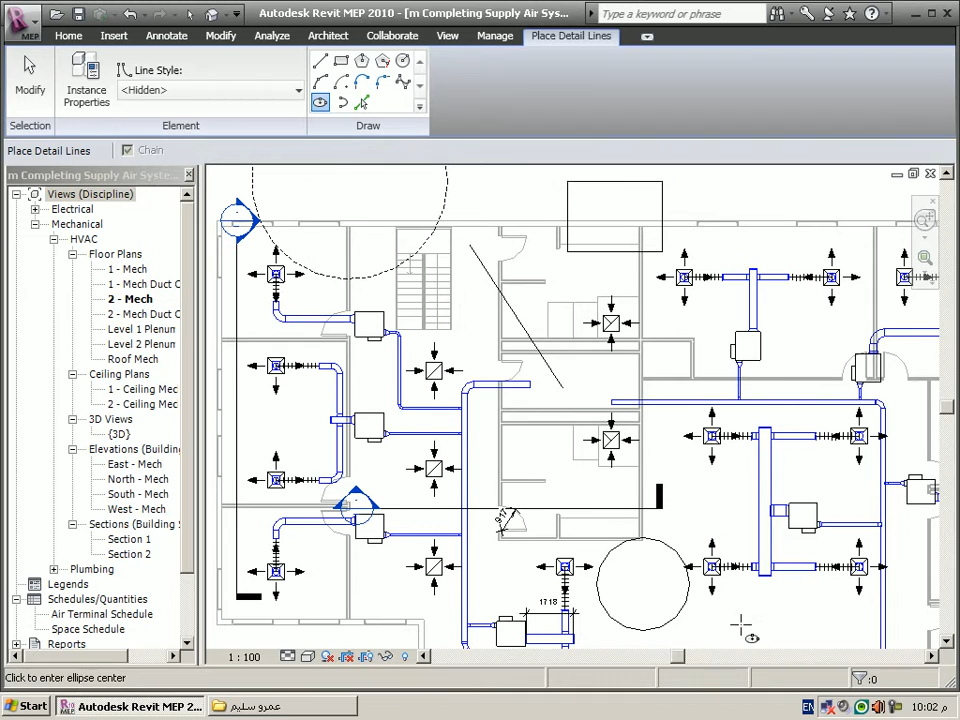 Autodesk Revit MEP 2010 - [m Completing Supply Air Sys...
Type a keyword or phrase
MEP
Home Insert Annotate Modify Analyze Architect Collaborate View Manage Place Detail Lines
Modify
Instance Properties
Line Style:
<Hidden>
Selection Element Draw
Place Detail Lines Chain
m Completing Supply Air Syste...
Views (Discipline)
Electrical
Mechanical
HVAC
Floor Plans
1 - Mech
1 - Mech Duct C
2 - Mech
2 - Mech Duct C
Level 1 Plenum
Level 2 Plenum
Roof Mech
Ceiling Plans
1 - Ceiling Mec
2 - Ceiling Mec
3D Views
{3D}
Elevations (Building
East - Mech
North - Mech
South - Mech
West - Mech
Sections (Building
Section 1
Section 2
Plumbing
Legends
Schedules/Quantities
Air Terminal Schedule
Space Schedule
Reports
917
1718
1 : 100
Click to enter ellipse center
:0
Start
Autodesk Revit MEP 2...
عمرو سليم
EN
10:02 م